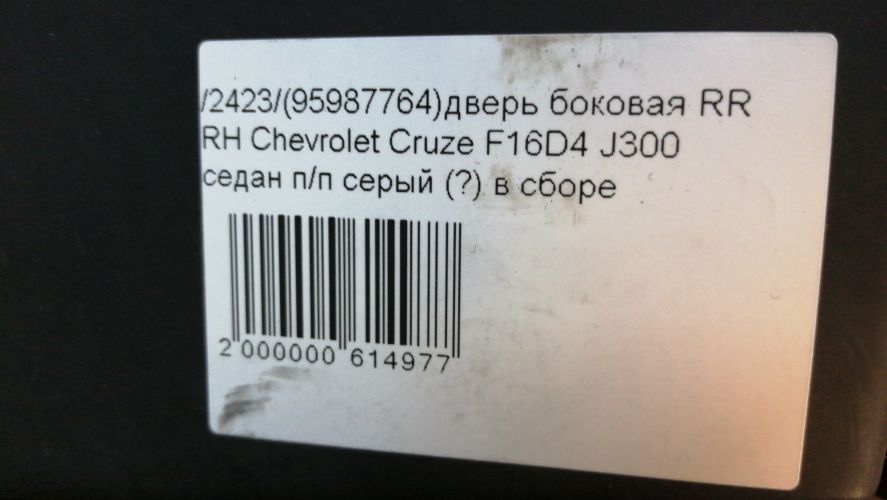 /2423/(95987764)дверь боковая RR
RH Chevrolet Cruze F16D4 J300
седан п/п серый (?) в сборе
2 000000 614977